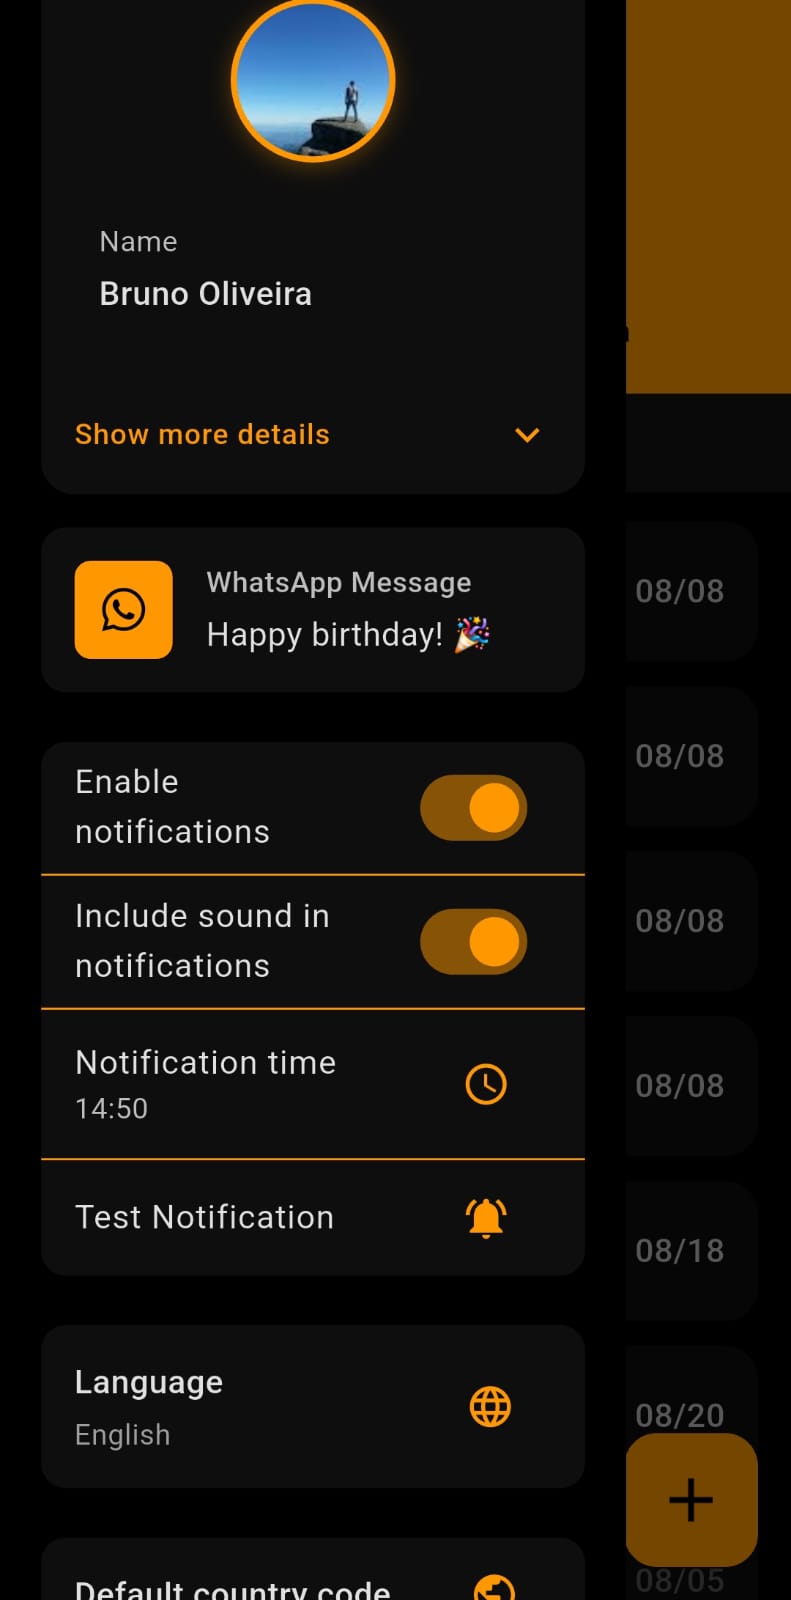 Name
Bruno Oliveira
Show more details
WhatsApp Message
Happy birthday! 🎉
Enable
notifications
Include sound in
notifications
Notification time
14:50
Test Notification
Language
English
Default country code
08/08
08/08
08/08
08/08
08/18
08/20
08/05